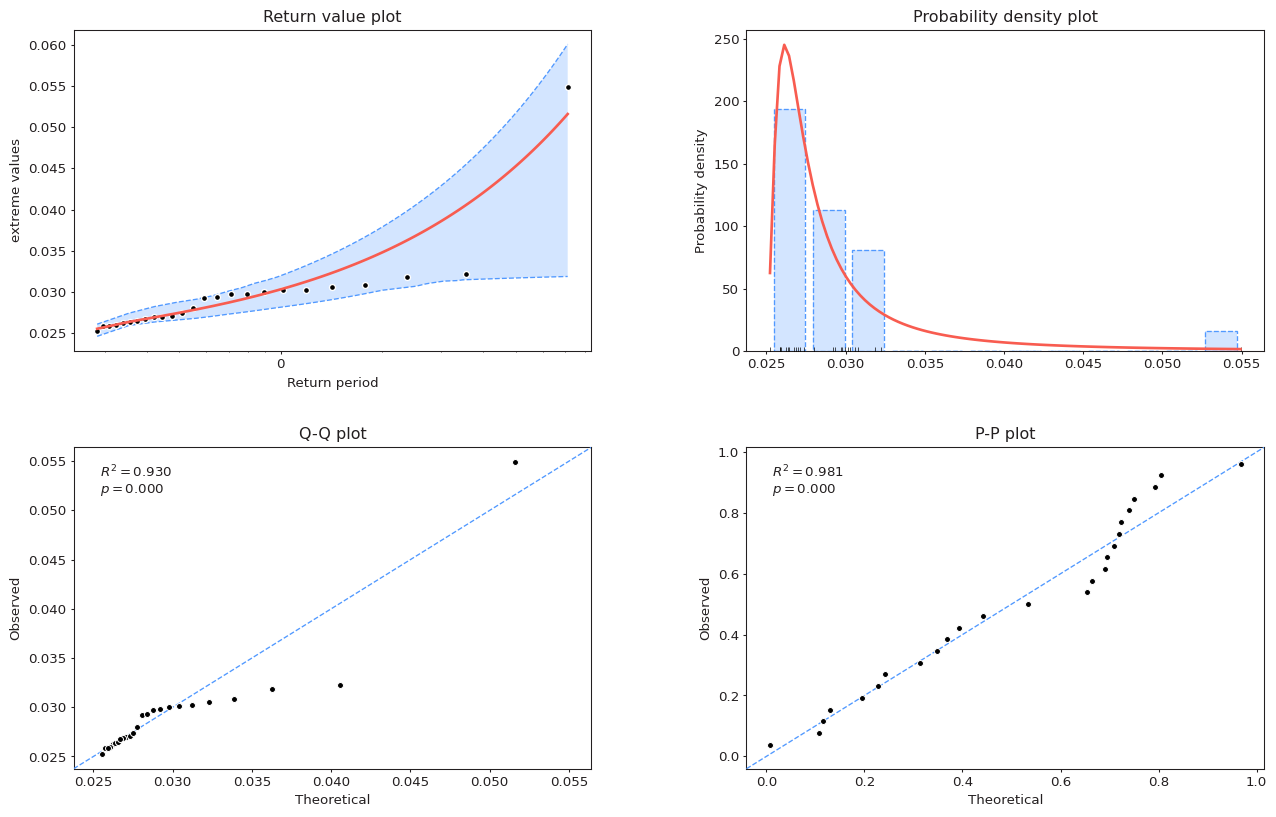 Return value plot
0.060
0.055
0.050
0.045
0.040
0.035
0.030
0.025
extreme values
0
Return period
Probability density plot
250
200
150
100
50
0
Probability density
0.025 0.030 0.035 0.040 0.045 0.050 0.055
Q-Q plot
R² = 0.930
p = 0.000
0.055
0.050
0.045
0.040
0.035
0.030
0.025
Observed
0.025 0.030 0.035 0.040 0.045 0.050 0.055
Theoretical
P-P plot
R² = 0.981
p = 0.000
1.0
0.8
0.6
0.4
0.2
0.0
Observed
0.0 0.2 0.4 0.6 0.8 1.0
Theoretical